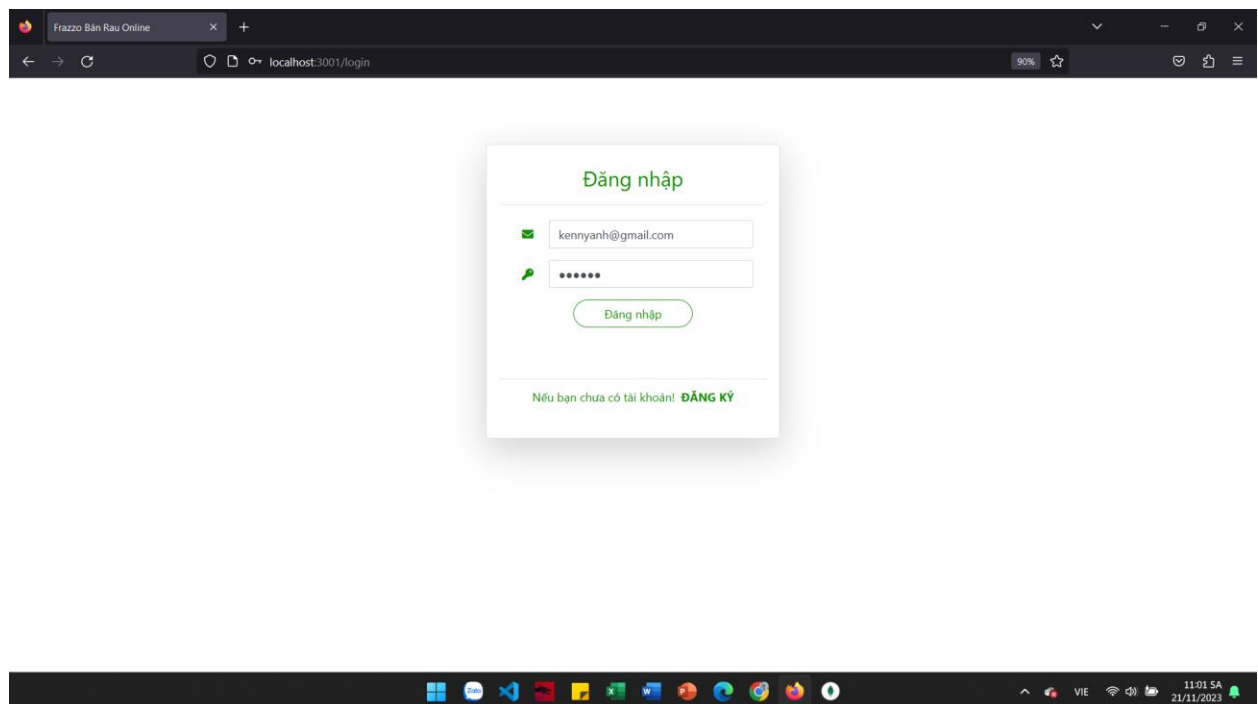 Frazzo Bán Rau Online
localhost:3001/login
90%
Đăng nhập
kennyanh@gmail.com
Đăng nhập
Nếu bạn chưa có tài khoản! ĐĂNG KÝ
Zalo
VIE
11:01 SA
21/11/2023